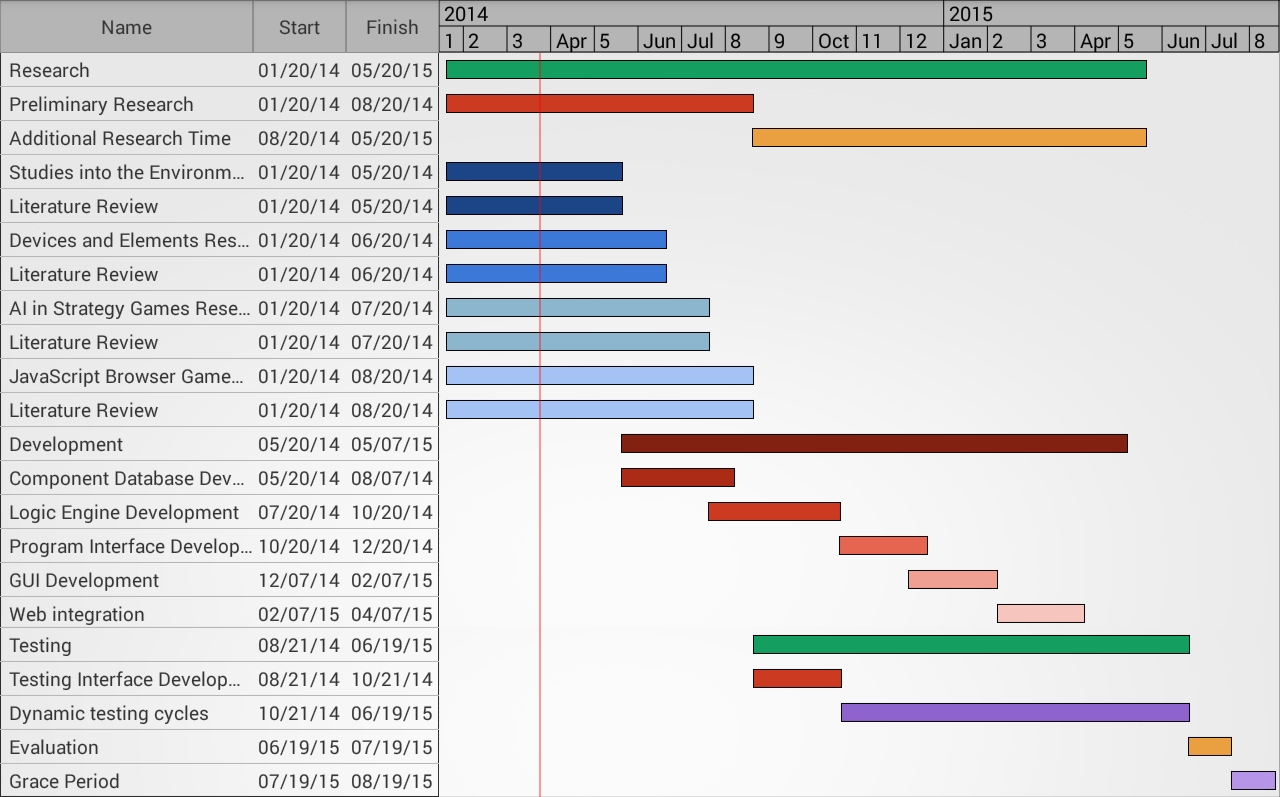 Name Start Finish 2014 2015
1 2 3 Apr 5 Jun Jul 8 9 Oct 11 12 Jan 2 3 Apr 5 Jun Jul 8
Research 01/20/14 05/20/15
Preliminary Research 01/20/14 08/20/14
Additional Research Time 08/20/14 05/20/15
Studies into the Environm... 01/20/14 05/20/14
Literature Review 01/20/14 05/20/14
Devices and Elements Res... 01/20/14 06/20/14
Literature Review 01/20/14 06/20/14
AI in Strategy Games Rese... 01/20/14 07/20/14
Literature Review 01/20/14 07/20/14
JavaScript Browser Game... 01/20/14 08/20/14
Literature Review 01/20/14 08/20/14
Development 05/20/14 05/07/15
Component Database Dev... 05/20/14 08/07/14
Logic Engine Development 07/20/14 10/20/14
Program Interface Develop... 10/20/14 12/20/14
GUI Development 12/07/14 02/07/15
Web integration 02/07/15 04/07/15
Testing 08/21/14 06/19/15
Testing Interface Develop... 08/21/14 10/21/14
Dynamic testing cycles 10/21/14 06/19/15
Evaluation 06/19/15 07/19/15
Grace Period 07/19/15 08/19/15